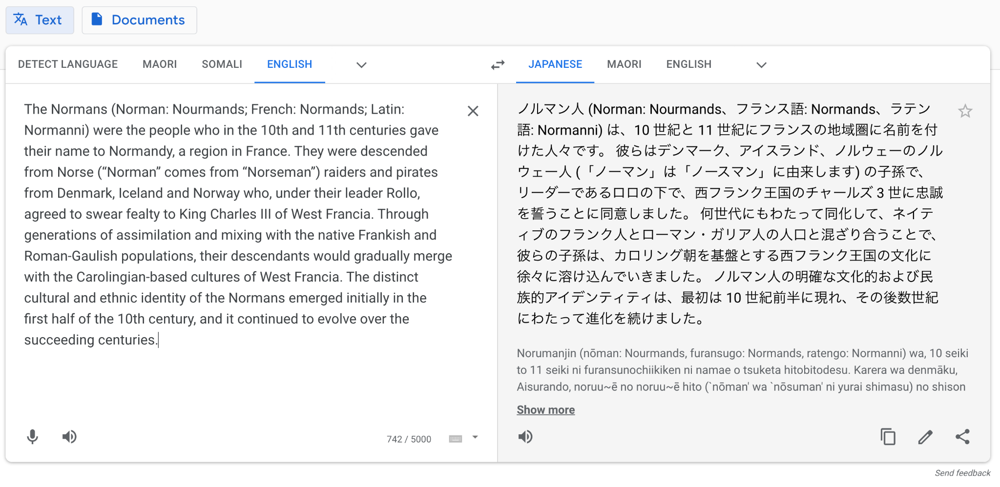 Text
Documents
DETECT LANGUAGE
MAORI
SOMALI
ENGLISH
JAPANESE
MAORI
ENGLISH
The Normans (Norman: Nourmands; French: Normands; Latin:
Normanni) were the people who in the 10th and 11th centuries gave
their name to Normandy, a region in France. They were descended
from Norse (“Norman” comes from “Norseman”) raiders and pirates
from Denmark, Iceland and Norway who, under their leader Rollo,
agreed to swear fealty to King Charles III of West Francia. Through
generations of assimilation and mixing with the native Frankish and
Roman-Gaulish populations, their descendants would gradually merge
with the Carolingian-based cultures of West Francia. The distinct
cultural and ethnic identity of the Normans emerged initially in the
first half of the 10th century, and it continued to evolve over the
succeeding centuries.
742 / 5000
ノルマン人 (Norman: Nourmands、フランス語: Normands、ラテン
語: Normanni) は、10 世紀と 11 世紀にフランスの地域圏に名前を付
けた人々です。 彼らはデンマーク、アイスランド、ノルウェーのノル
ウェー人 (「ノーマン」は「ノースマン」に由来します) の子孫で、
リーダーであるロロの下で、西フランク王国のチャールズ 3 世に忠誠
を誓うことに同意しました。 何世代にもわたって同化して、ネイテ
ィブのフランク人とローマン・ガリア人の人口と混ざり合うことで、
彼らの子孫は、カロリング朝を基盤とする西フランク王国の文化に
徐々に溶け込んでいきました。 ノルマン人の明確な文化的および民
族的アイデンティティは、最初は 10 世紀前半に現れ、その後数世紀
にわたって進化を続けました。
Norumanjin (nōman: Nourmands, furansugo: Normands, ratengo: Normanni) wa, 10 seiki
to 11 seiki ni furansunochiikiken ni namae o tsuketa hitobitodesu. Karera wa denmāku,
Aisurando, noruu~ē no noruu~ē hito (`nōman' wa `nōsuman' ni yurai shimasu) no shison
Show more
Send feedback